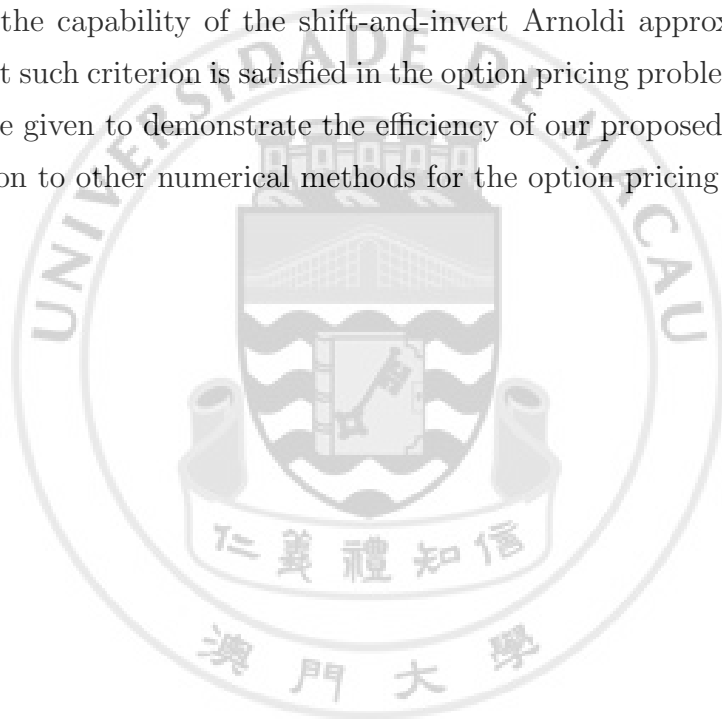 the capability of the shift-and-invert Arnoldi approx
t such criterion is satisfied in the option pricing proble
e given to demonstrate the efficiency of our proposed
on to other numerical methods for the option pricing
UNIVERSIDADE DE MACAU
仁義禮知信
澳門大學